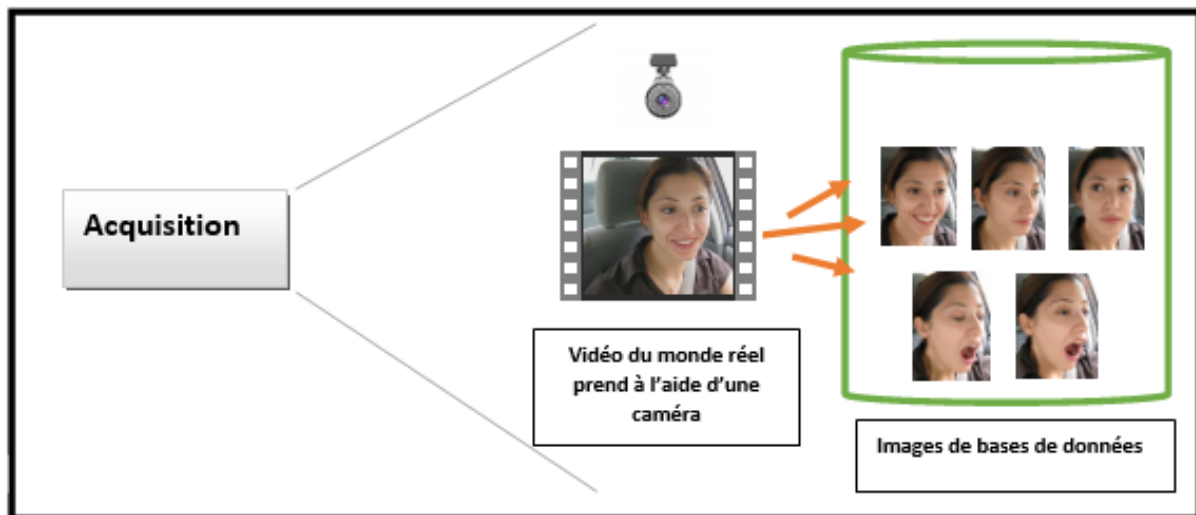 Acquisition
Vidéo du monde réel
prend à l'aide d'une
caméra
Images de bases de données